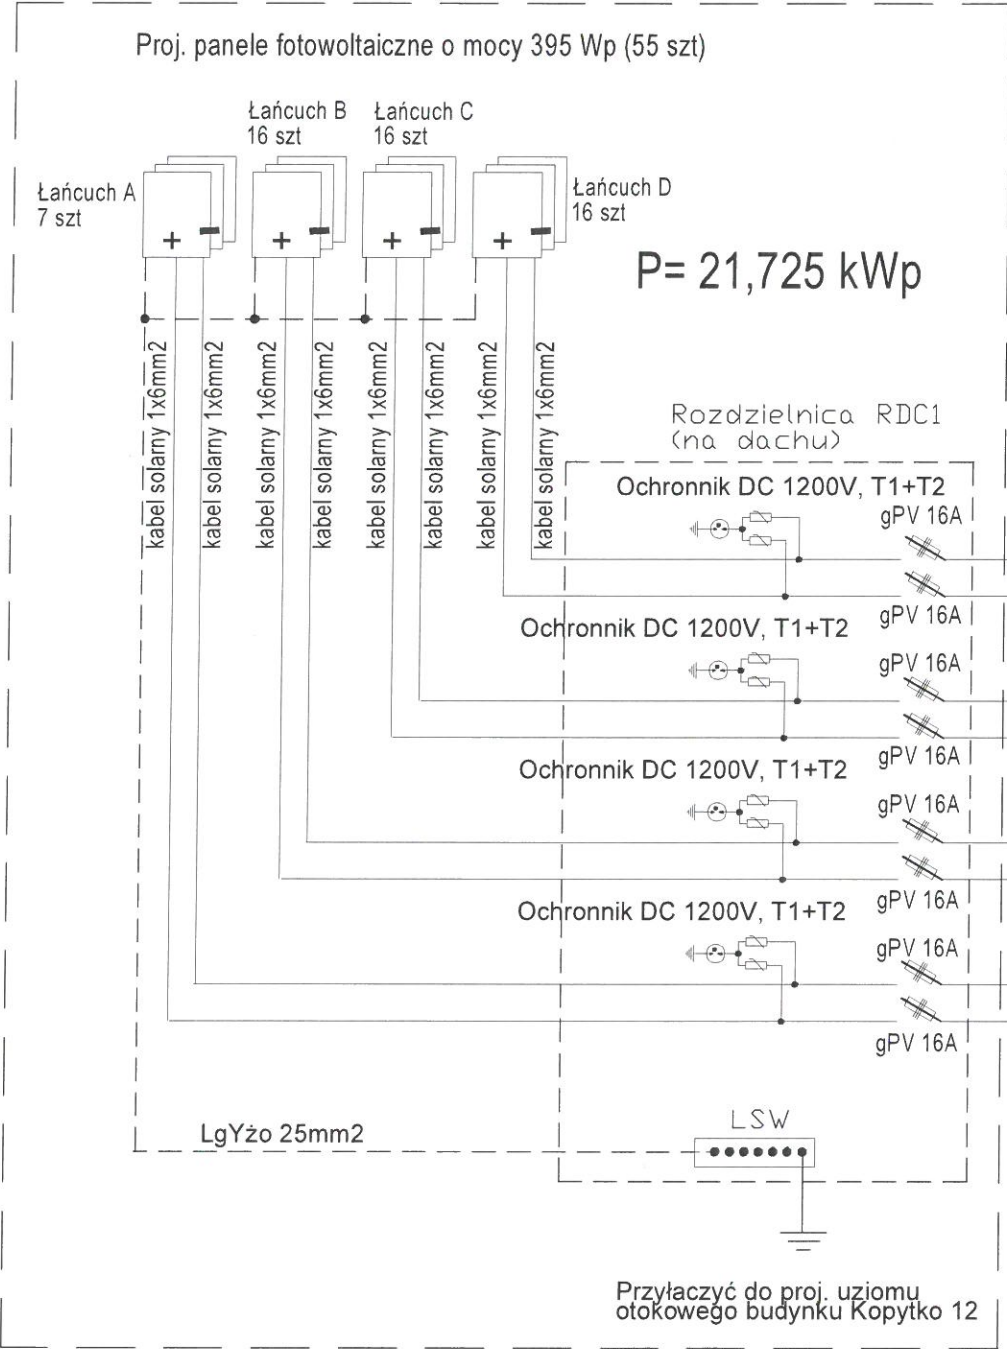 Proj. panele fotowoltaiczne o mocy 395 Wp (55 szt)
Łańcuch A
7 szt
Łańcuch B
16 szt
Łańcuch C
16 szt
Łańcuch D
16 szt
P= 21,725 kWp
kabel solarny 1x6mm2
kabel solarny 1x6mm2
kabel solarny 1x6mm2
kabel solarny 1x6mm2
kabel solarny 1x6mm2
kabel solarny 1x6mm2
kabel solarny 1x6mm2
kabel solarny 1x6mm2
Rozdzielnica RDC1
(na dachu)
Ochronnik DC 1200V, T1+T2
gPV 16A
gPV 16A
Ochronnik DC 1200V, T1+T2
gPV 16A
gPV 16A
Ochronnik DC 1200V, T1+T2
gPV 16A
gPV 16A
Ochronnik DC 1200V, T1+T2
gPV 16A
gPV 16A
LgYżo 25mm2
LSW
Przyłaczyć do proj. uziomu
otokowego budynku Kopytko 12